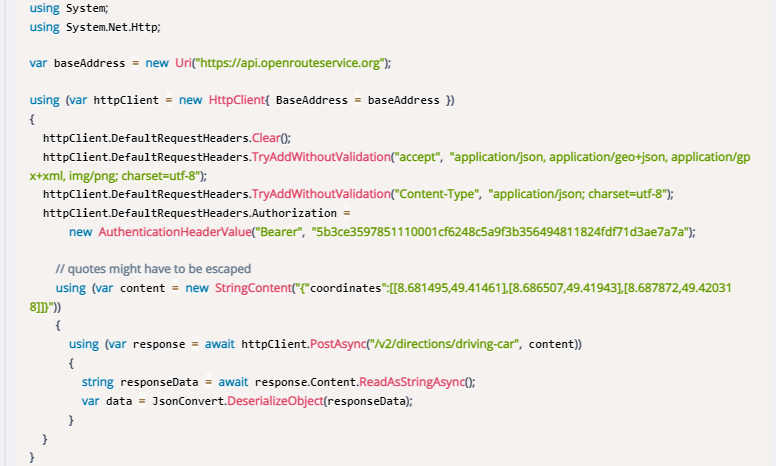 using System;
using System.Net.Http;
var baseAddress = new Uri("https://api.openrouteservice.org");
using (var httpClient = new HttpClient{ BaseAddress = baseAddress })
{
httpClient.DefaultRequestHeaders.Clear();
httpClient.DefaultRequestHeaders.TryAddWithoutValidation("accept", "application/json, application/geo+json, application/gp
x+xml, img/png; charset=utf-8");
httpClient.DefaultRequestHeaders.TryAddWithoutValidation("Content-Type", "application/json; charset=utf-8");
httpClient.DefaultRequestHeaders.Authorization =
new AuthenticationHeaderValue("Bearer", "5b3ce3597851110001cf6248c5a9f3b356494811824fdf71d3ae7a7a");
// quotes might have to be escaped
using (var content = new StringContent("{"coordinates":[[8.681495,49.41461],[8.686507,49.41943],[8.687872,49.42031
8]]}"))
{
using (var response = await httpClient.PostAsync("/v2/directions/driving-car", content))
{
string responseData = await response.Content.ReadAsStringAsync();
var data = JsonConvert.DeserializeObject(responseData);
}
}
}